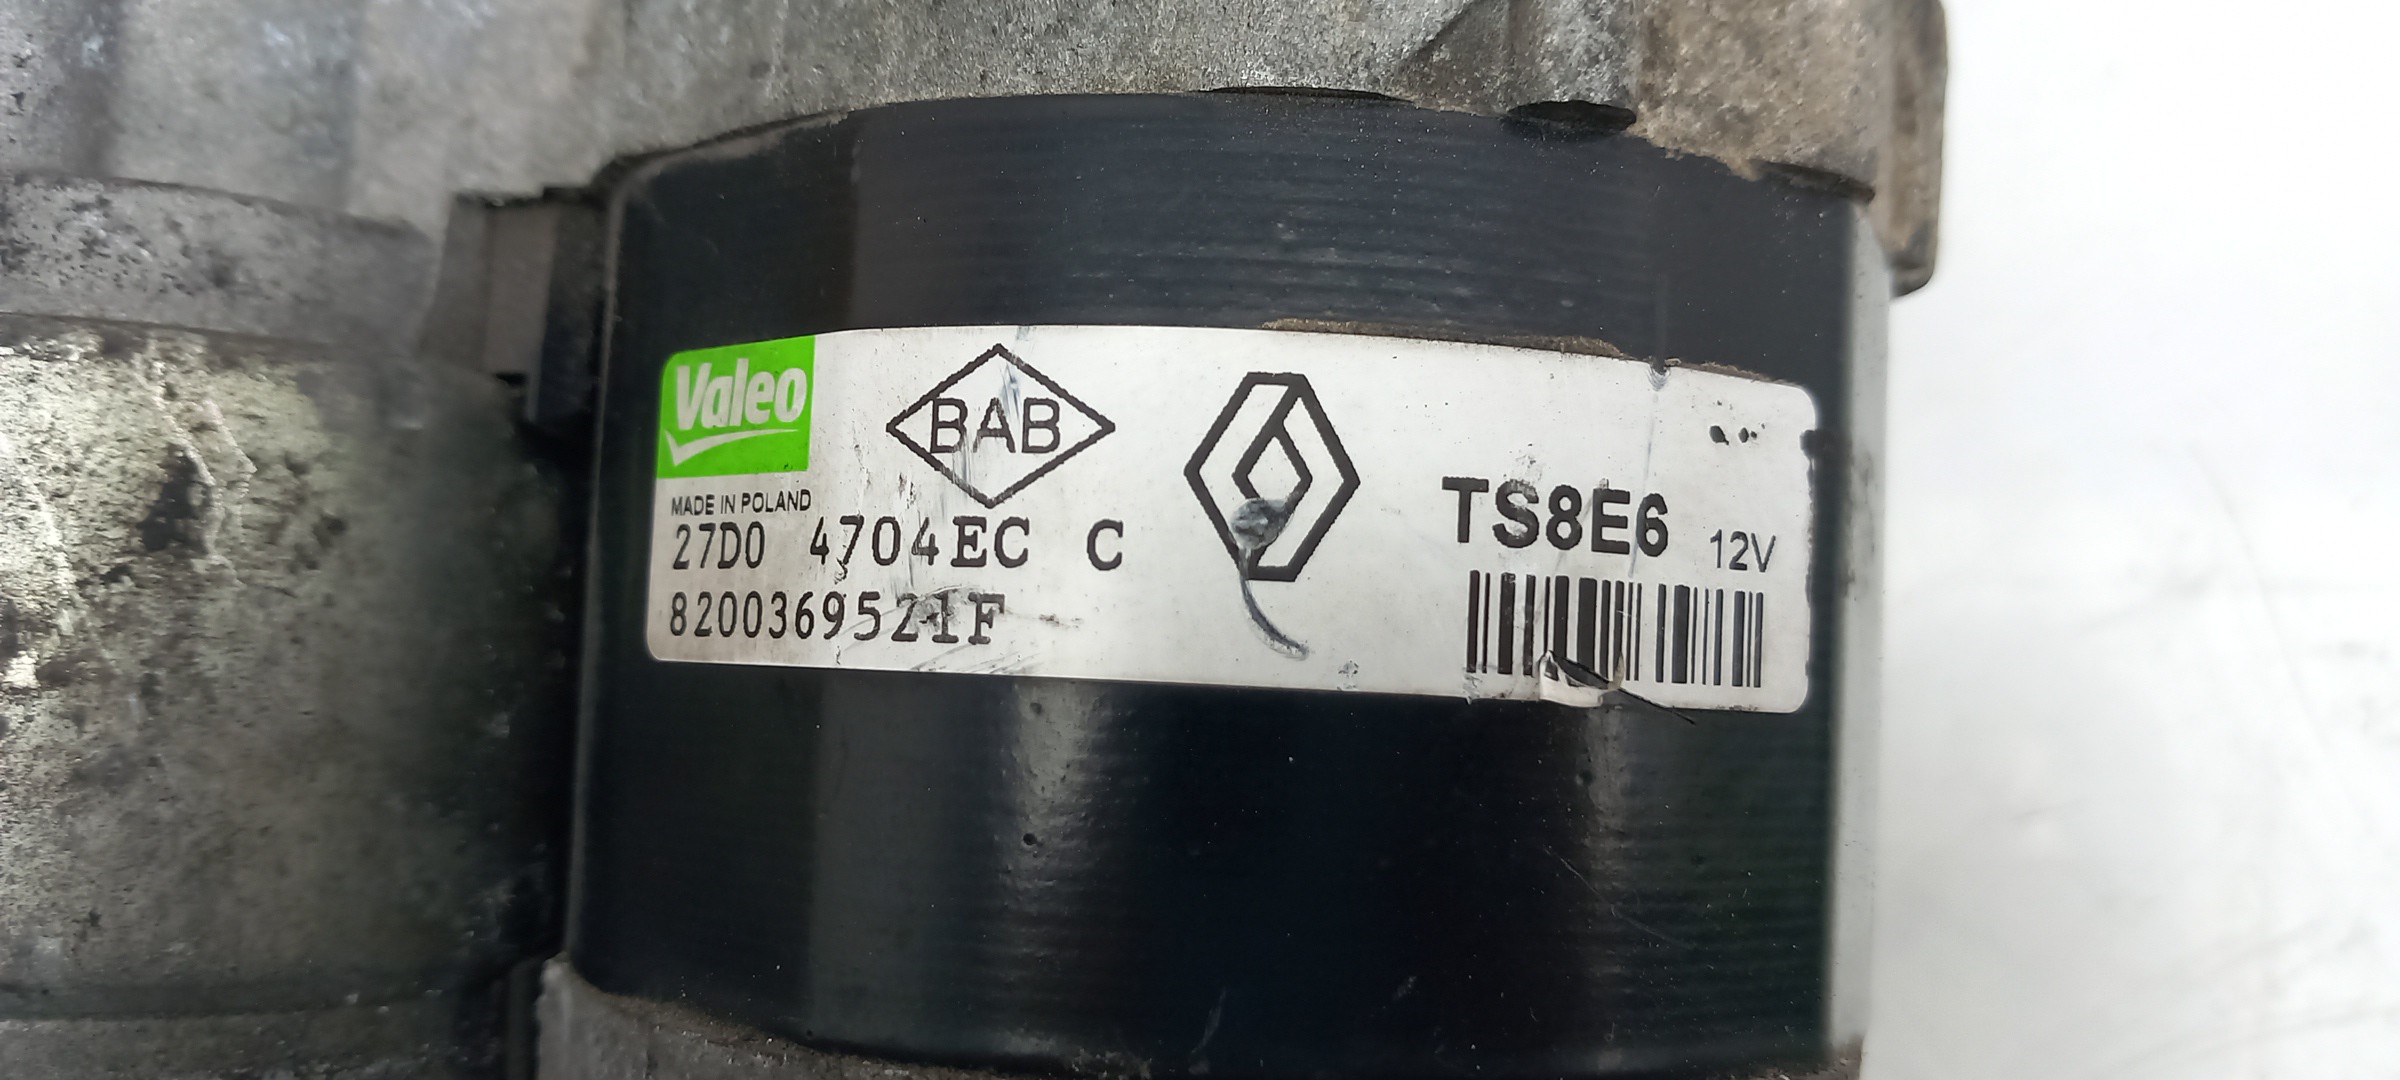 Valeo
BAB
MADE IN POLAND
27D0 4704EC C
8200369521F
TS8E6 12V